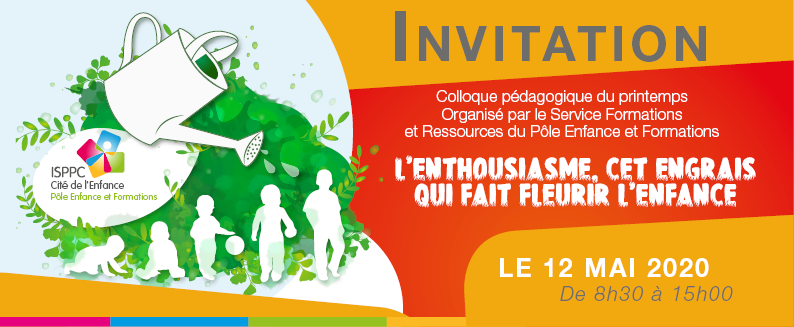 INVITATION
Colloque pédagogique du printemps
Organisé par le Service Formations
et Ressources du Pôle Enfance et Formations
L'ENTHOUSIASME, CET ENGRAIS
QUI FAIT FLEURIR L'ENFANCE
ISPPC
Cité de l'Enfance
Pôle Enfance et Formations
LE 12 MAI 2020
De 8h30 à 15h00